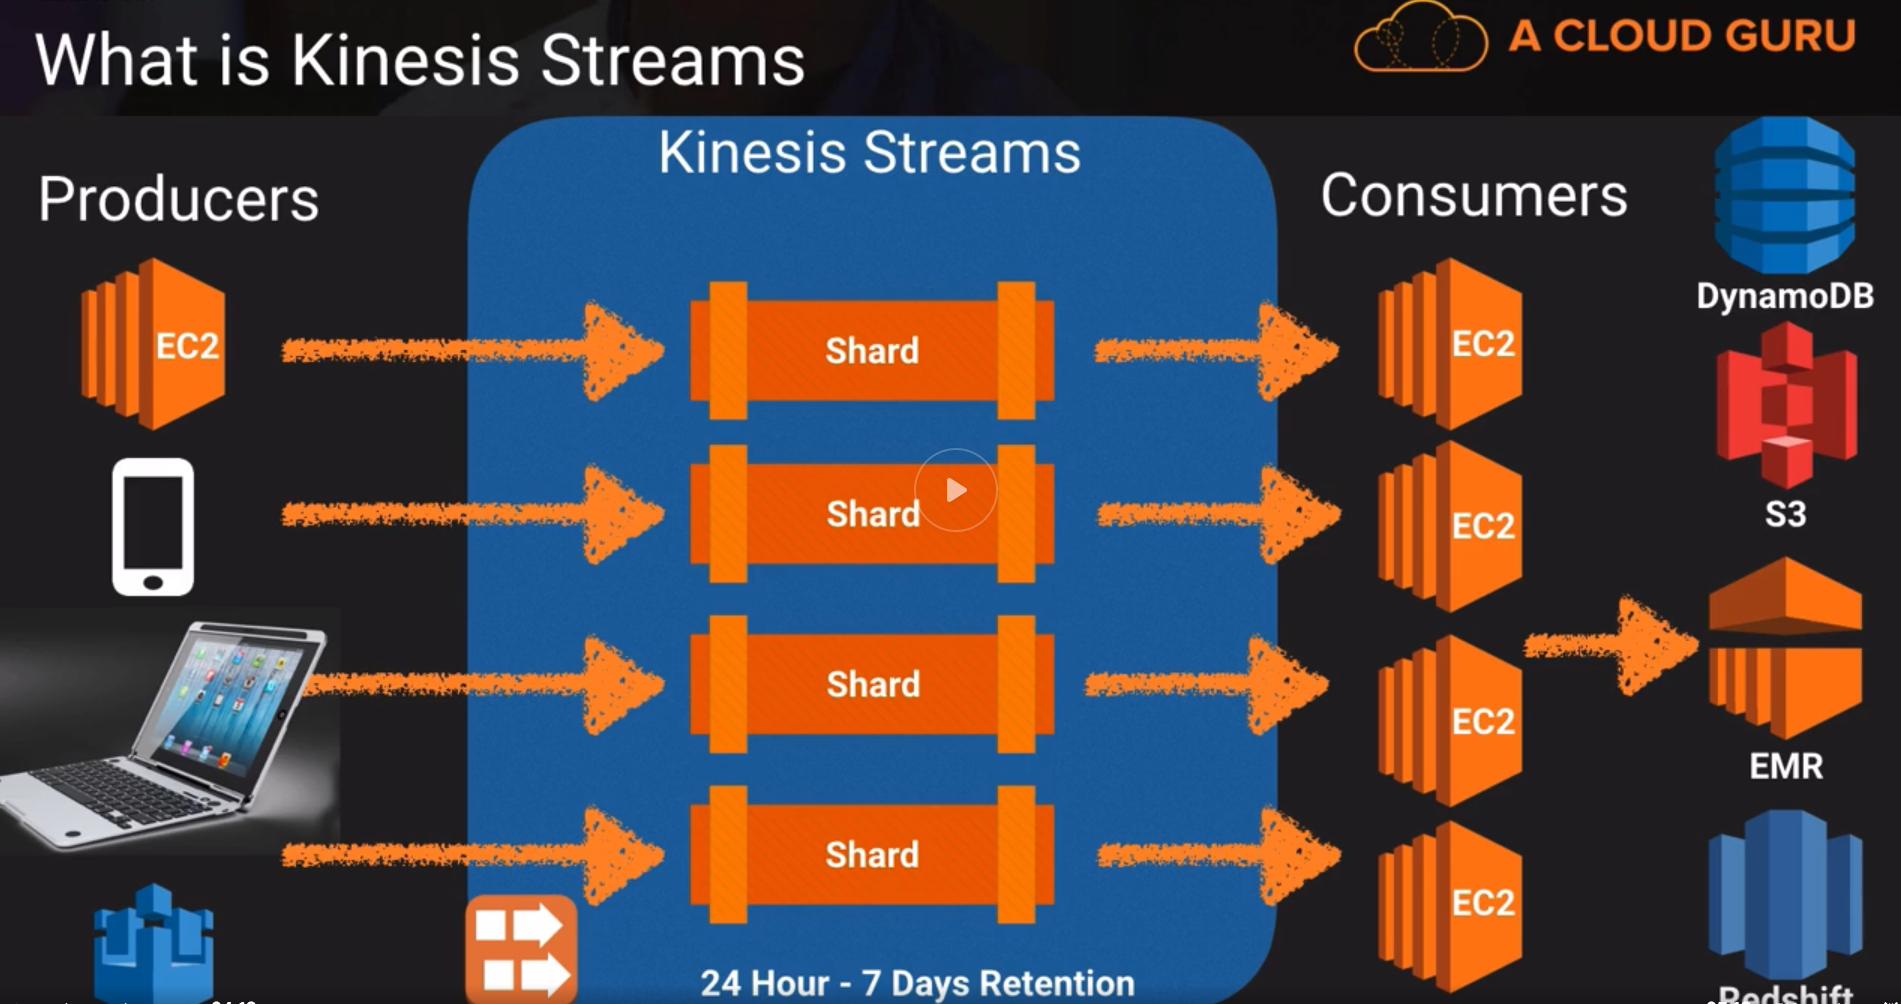 What is Kinesis Streams
A CLOUD GURU
Kinesis Streams
Producers
Consumers
DynamoDB
EC2
Shard
EC2
S3
Shard
EC2
Shard
EC2
EMR
Shard
EC2
24 Hour - 7 Days Retention
Redshift